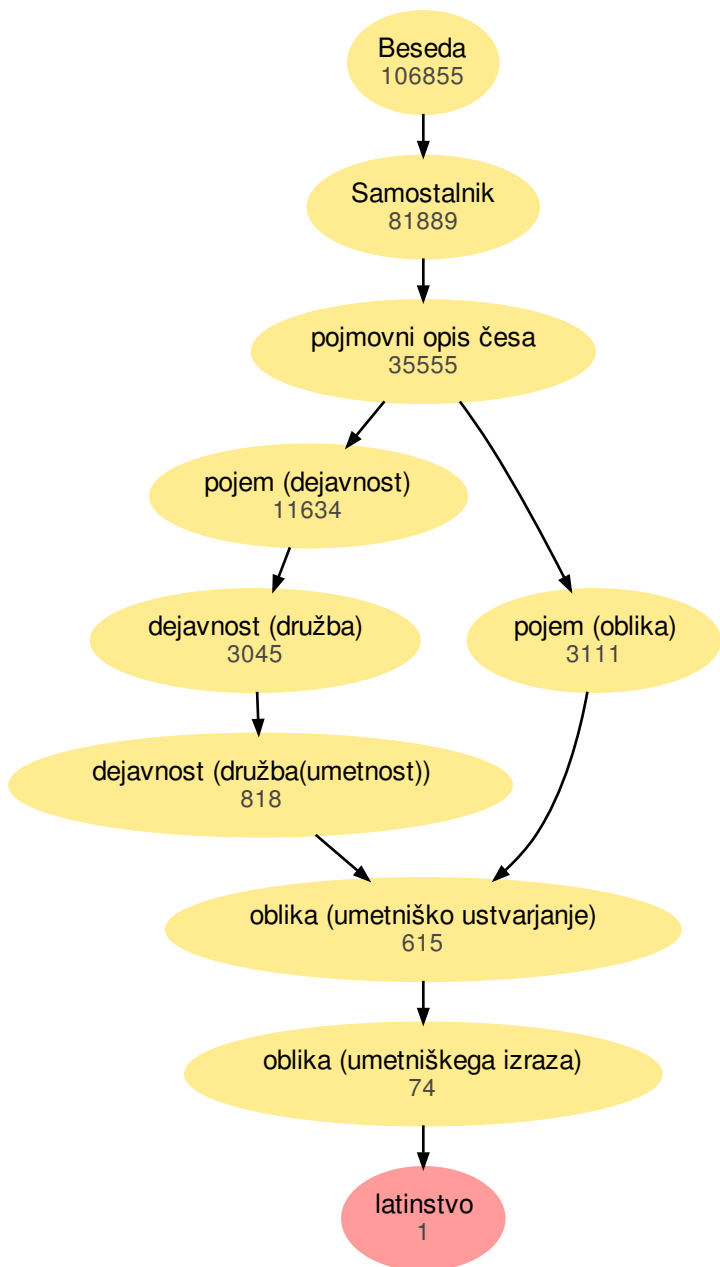 Beseda
106855
Samostalnik
81889
pojmovni opis česa
35555
pojem (dejavnost)
11634
dejavnost (družba)
3045
pojem (oblika)
3111
dejavnost (družba(umetnost))
818
oblika (umetniško ustvarjanje)
615
oblika (umetniškega izraza)
74
latinstvo
1